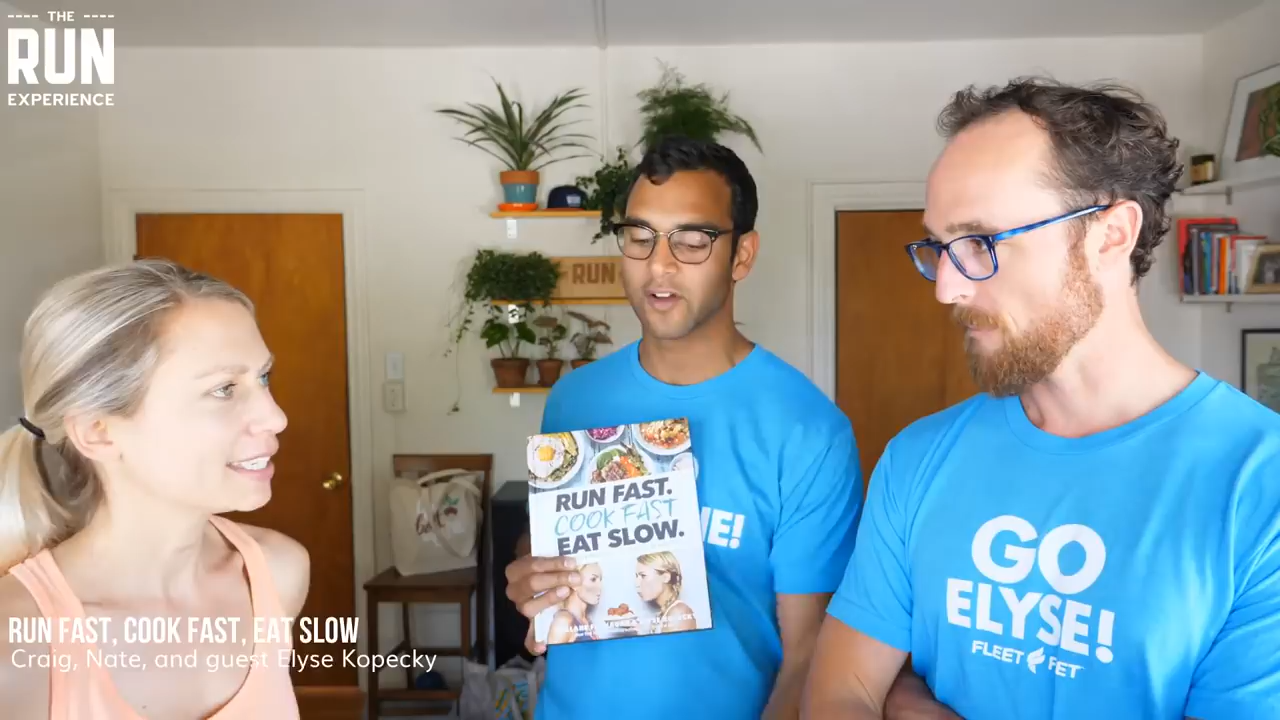 THE
RUN
EXPERIENCE
RUN
RUN FAST.
COOK FAST
EAT SLOW.
NE!
GO
ELYSE!
FLEET FEET
RUN FAST, COOK FAST, EAT SLOW
Craig, Nate, and guest Elyse Kopecky